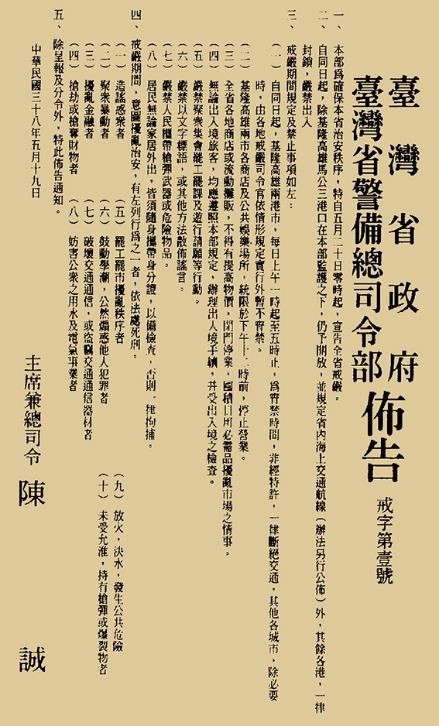 臺灣省政府
臺灣省警備總司令部佈告
戒字第壹號
一、本部為確保本省治安秩序，特自五月二十日零時起，宣告全省戒嚴。
二、自同日起，除基隆高雄馬公三港口在本部監護之下，仍予開放，並規定省內海上交通航線（辦法另行公佈）外，其餘各港，一律
封鎖，嚴禁出入。
三、戒嚴期間規定及禁止事項如左：
（一）自同日起，基隆高雄兩港市，每日上午一時起至五時止，為宵禁時間，非經特許，一律斷絕交通，其他各城市，除必要
時，由各地戒嚴司令官依情形規定實行外暫不宵禁。
（二）基隆高雄兩市各商店及公共娛樂場所，統限於下午十二時前，停止營業。
（三）全省各地商店或流動攤販，不得有提高物價，閉門停業，囤積日用必需品擾亂市場之情事。
（四）無論出入境旅客，均應遵照本部規定，辦理出入境手續，并受出入境之檢查。
（五）嚴禁聚眾集會罷工罷課及遊行請願等行動。
（六）嚴禁以文字標語，或其他方法散佈謠言。
（七）嚴禁人民攜帶槍彈武器或危險物品。
（八）居民無論家居外出，皆須隨身攜帶身分證，以備檢查，否則一律拘捕。
四、戒嚴期間，意圖擾亂治安，有左列行為之一者，依法處死刑。
（一）造謠惑眾者
（二）聚眾暴動者
（三）擾亂金融者
（四）搶劫或搶奪財物者
（五）罷工罷市擾亂秩序者
（六）鼓動學潮，公然煽惑他人犯罪者
（七）破壞交通通信，或盜竊交通通信器材者
（八）妨害公眾之用水及電氣事業者
（九）放火，決水，發生公共危險
（十）未受允准，持有槍彈或爆裂物者
五、除呈報及分令外，特此佈告通知。
中華民國三十八年五月十九日
主席兼總司令 陳 誠